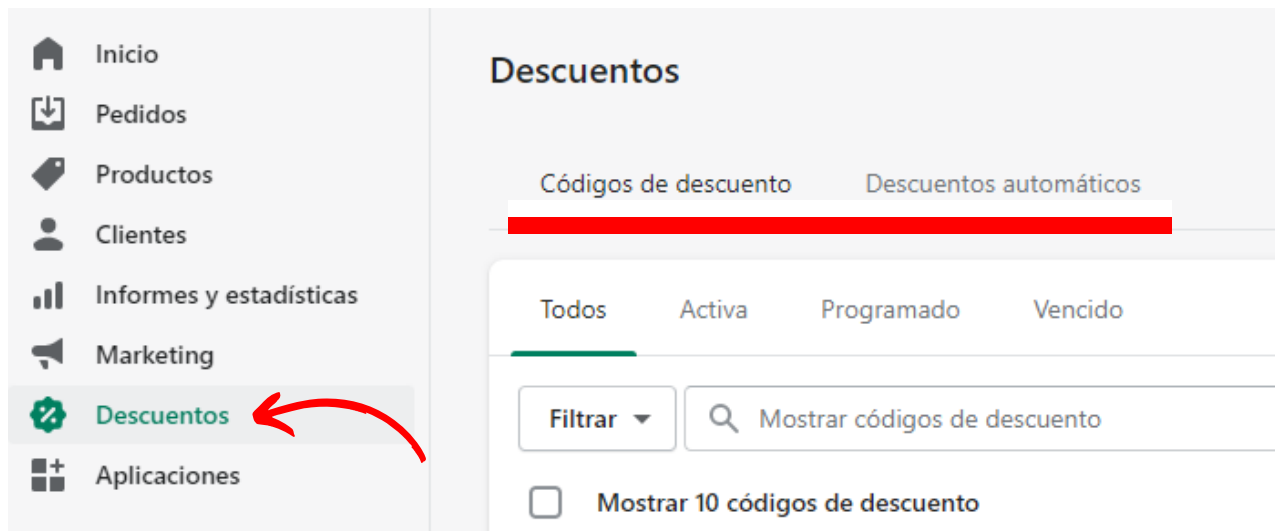 Inicio
Pedidos
Productos
Clientes
Informes y estadísticas
Marketing
Descuentos
Aplicaciones
Descuentos
Códigos de descuento Descuentos automáticos
Todos Activa Programado Vencido
Filtrar Mostrar códigos de descuento
Mostrar 10 códigos de descuento